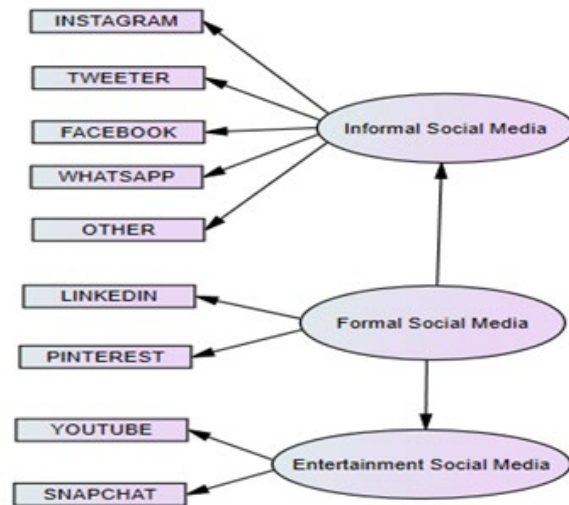 INSTAGRAM
TWEETER
FACEBOOK
Informal Social Media
WHATSAPP
OTHER
LINKEDIN
Formal Social Media
PINTEREST
YOUTUBE
Entertainment Social Media
SNAPCHAT